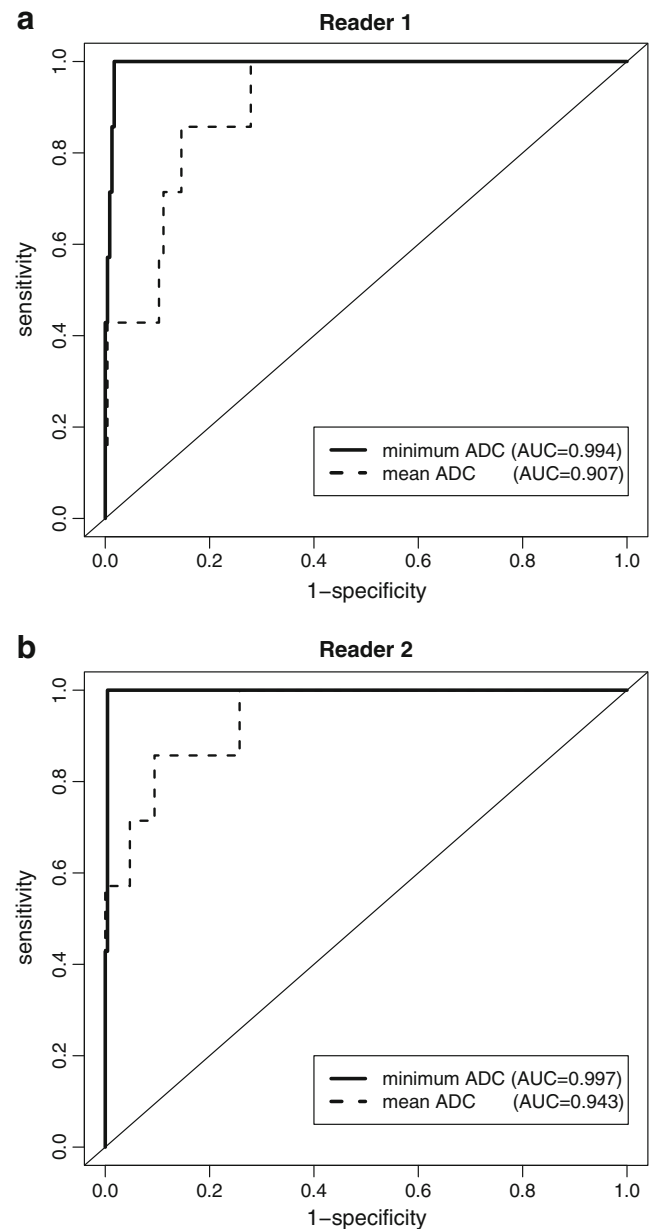 a
Reader 1
1.0
0.8
0.6
0.4
0.2
0.0
sensitivity
minimum ADC (AUC=0.994)
mean ADC (AUC=0.907)
0.0 0.2 0.4 0.6 0.8 1.0
1−specificity
b
Reader 2
1.0
0.8
0.6
0.4
0.2
0.0
sensitivity
minimum ADC (AUC=0.997)
mean ADC (AUC=0.943)
0.0 0.2 0.4 0.6 0.8 1.0
1−specificity